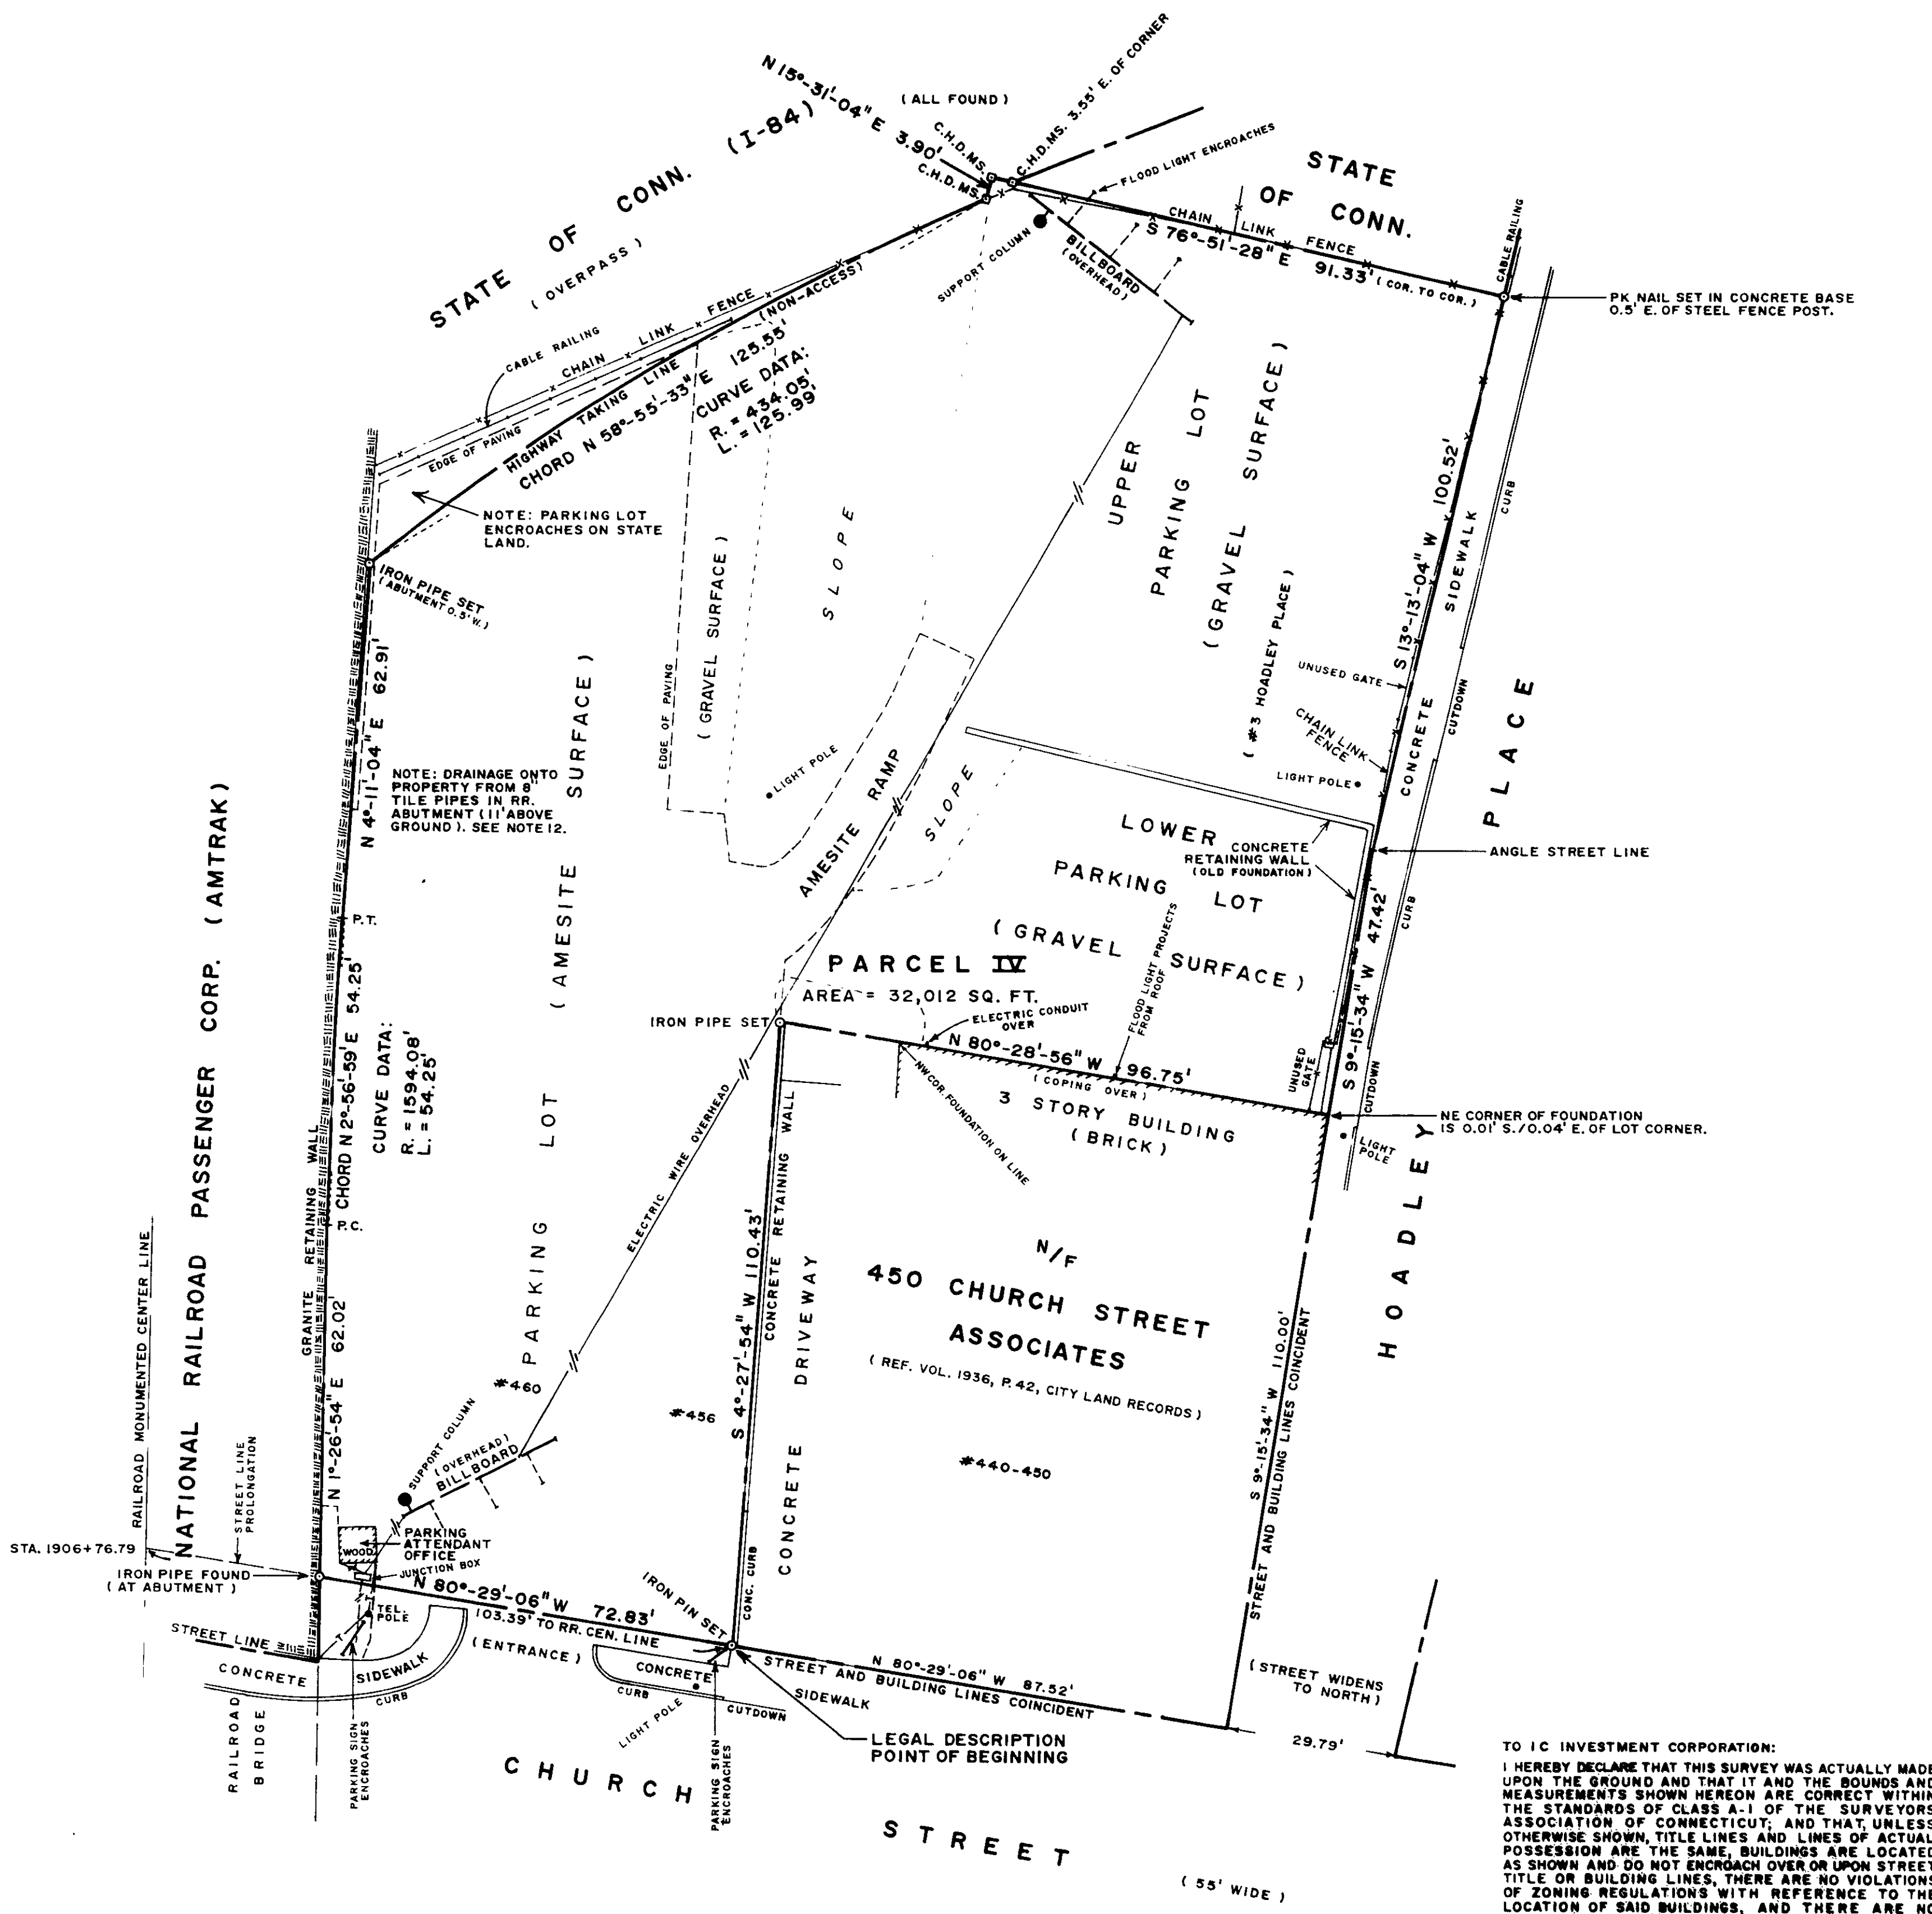 N 15°-31'-04" E 3.90'
( ALL FOUND )
C.H.D. MS.
C.H.D. MS.
C.H.D. MS. 3.55' E. OF CORNER
FLOOD LIGHT ENCROACHES
STATE OF CONN. (I-84)
( OVERPASS )
STATE
OF CONN.
CHAIN LINK FENCE
S 76°-51'-28" E 91.33' ( COR. TO COR. )
CABLE RAILING
PK NAIL SET IN CONCRETE BASE
0.5' E. OF STEEL FENCE POST.
SUPPORT COLUMN
BILLBOARD
(OVERHEAD)
CABLE RAILING
CHAIN LINK FENCE
(NON-ACCESS)
EDGE OF PAVING
HIGHWAY TAKING LINE
CHORD N 58°-55'-33" E 125.55'
CURVE DATA:
R. = 434.05'
L. = 125.99'
NOTE: PARKING LOT
ENCROACHES ON STATE
LAND.
IRON PIPE SET
( ABUTMENT 0.5' W. )
N 4°-11'-04" E 62.91'
NOTE: DRAINAGE ONTO
PROPERTY FROM 8"
TILE PIPES IN RR.
ABUTMENT ( 11' ABOVE
GROUND ). SEE NOTE 12.
EDGE OF PAVING
( GRAVEL SURFACE )
SLOPE
LIGHT POLE
AMESITE RAMP
SLOPE
UPPER
PARKING LOT
( GRAVEL SURFACE )
( #3 HOADLEY PLACE )
S 13°-13'-04" W 100.52'
CONCRETE SIDEWALK
CURB
CUTDOWN
UNUSED GATE
CHAIN LINK
FENCE
LIGHT POLE
HOADLEY PLACE
ANGLE STREET LINE
LOWER
PARKING LOT
( GRAVEL SURFACE )
CONCRETE
RETAINING WALL
(OLD FOUNDATION)
S 9°-15'-34" W 47.42'
CURB
CUTDOWN
UNUSED
GATE
LIGHT
POLE
NE CORNER OF FOUNDATION
IS 0.01' S./0.04' E. OF LOT CORNER.
PARCEL IV
AREA = 32,012 SQ. FT.
IRON PIPE SET
ELECTRIC CONDUIT
OVER
FLOOD LIGHT PROJECTS
FROM ROOF
N 80°-28'-56" W 96.75'
( COPING OVER )
3 STORY BUILDING
( BRICK )
NW COR. FOUNDATION ON LINE
NATIONAL RAILROAD PASSENGER CORP. ( AMTRAK )
P.T.
CHORD N 2°-56'-59" E 54.25'
CURVE DATA:
R. = 1594.08'
L. = 54.25'
P.C.
GRANITE RETAINING WALL
N 1°-26'-54" E 62.02'
PARKING LOT ( AMESITE SURFACE )
ELECTRIC WIRE OVERHEAD
#460
#456
S 4°-27'-54" W 110.43'
CONCRETE RETAINING WALL
CONCRETE DRIVEWAY
CONC. CURB
N/F
450 CHURCH STREET
ASSOCIATES
( REF. VOL. 1936, P. 42, CITY LAND RECORDS )
#440-450
S 9°-15'-34" W 110.00'
STREET AND BUILDING LINES COINCIDENT
RAILROAD MONUMENTED CENTER LINE
STREET LINE
PROLONGATION
STA. 1906+76.79
IRON PIPE FOUND
( AT ABUTMENT )
SUPPORT COLUMN
(OVERHEAD)
BILLBOARD
WOOD
PARKING
ATTENDANT
OFFICE
JUNCTION BOX
TEL.
POLE
N 80°-29'-06" W 72.83'
103.39' TO RR. CEN. LINE
( ENTRANCE )
IRON PIN SET
STREET LINE
CONCRETE SIDEWALK
CURB
RAILROAD
BRIDGE
PARKING SIGN
ENCROACHES
CONCRETE
SIDEWALK
CURB
CUTDOWN
LIGHT POLE
PARKING SIGN
ENCROACHES
N 80°-29'-06" W 87.52'
STREET AND BUILDING LINES COINCIDENT
LEGAL DESCRIPTION
POINT OF BEGINNING
( STREET WIDENS
TO NORTH )
29.79'
CHURCH STREET
( 55' WIDE )
TO IC INVESTMENT CORPORATION:
I HEREBY DECLARE THAT THIS SURVEY WAS ACTUALLY MADE
UPON THE GROUND AND THAT IT AND THE BOUNDS AND
MEASUREMENTS SHOWN HEREON ARE CORRECT WITHIN
THE STANDARDS OF CLASS A-1 OF THE SURVEYORS
ASSOCIATION OF CONNECTICUT; AND THAT, UNLESS
OTHERWISE SHOWN, TITLE LINES AND LINES OF ACTUAL
POSSESSION ARE THE SAME, BUILDINGS ARE LOCATED
AS SHOWN AND DO NOT ENCROACH OVER OR UPON STREET
TITLE OR BUILDING LINES, THERE ARE NO VIOLATIONS
OF ZONING REGULATIONS WITH REFERENCE TO THE
LOCATION OF SAID BUILDINGS, AND THERE ARE NO